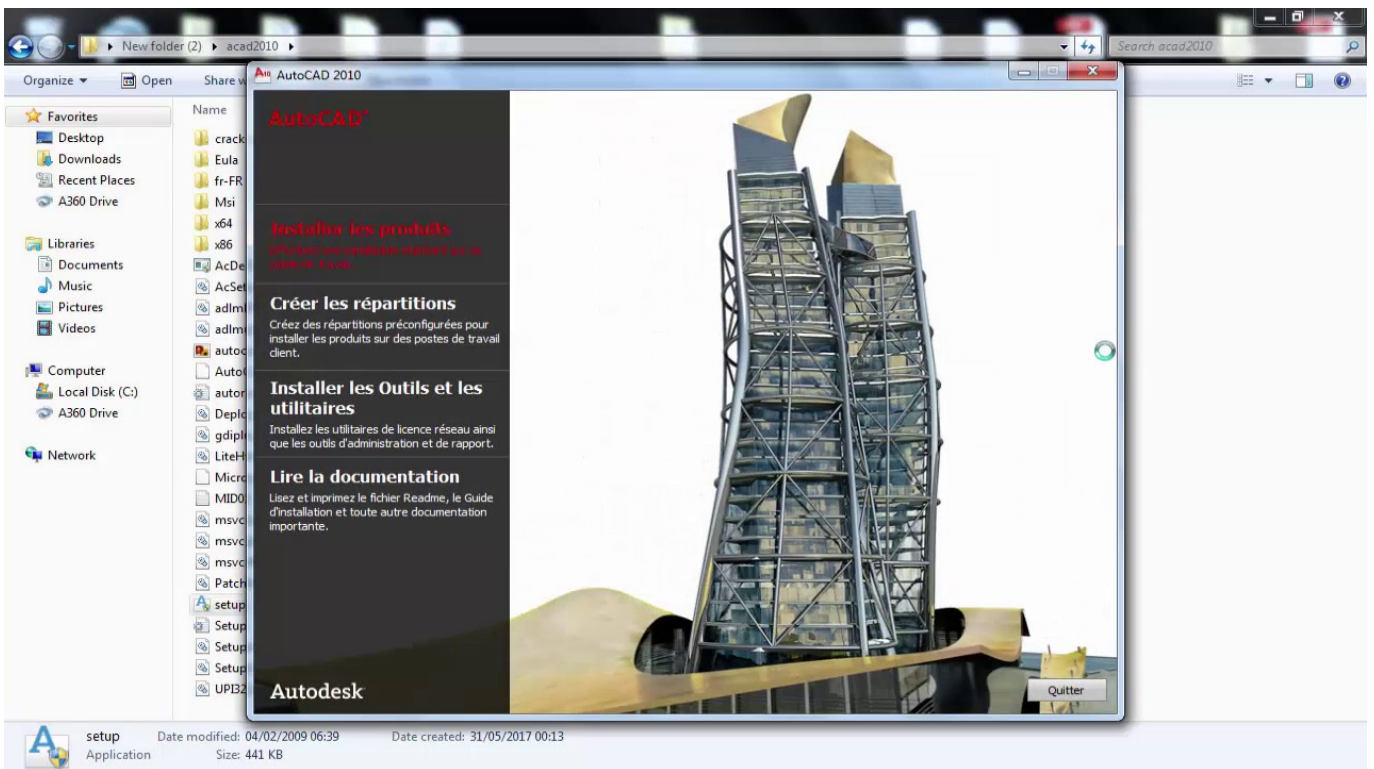 New folder (2) ▸ acad2010 ▸
Search acad2010
Organize
Open
Share w
AutoCAD 2010
Name
Favorites
Desktop
Downloads
Recent Places
A360 Drive
Libraries
Documents
Music
Pictures
Videos
Computer
Local Disk (C:)
A360 Drive
Network
crack
Eula
fr-FR
Msi
x64
x86
AcDe
AcSet
adlmi
adlmi
autoc
Auto
autor
Deplo
gdipl
LiteH
Micro
MID0
msvc
msvc
msvc
Patch
setup
Setup
Setup
Setup
UPI32
AutoCAD
Installer les produits
Créer les répartitions
Créez des répartitions préconfigurées pour
installer les produits sur des postes de travail
client.
Installer les Outils et les
utilitaires
Installez les utilitaires de licence réseau ainsi
que les outils d'administration et de rapport.
Lire la documentation
Lisez et imprimez le fichier Readme, le Guide
d'installation et toute autre documentation
importante.
Autodesk
Quitter
setup Date modified: 04/02/2009 06:39 Date created: 31/05/2017 00:13
Application Size: 441 KB